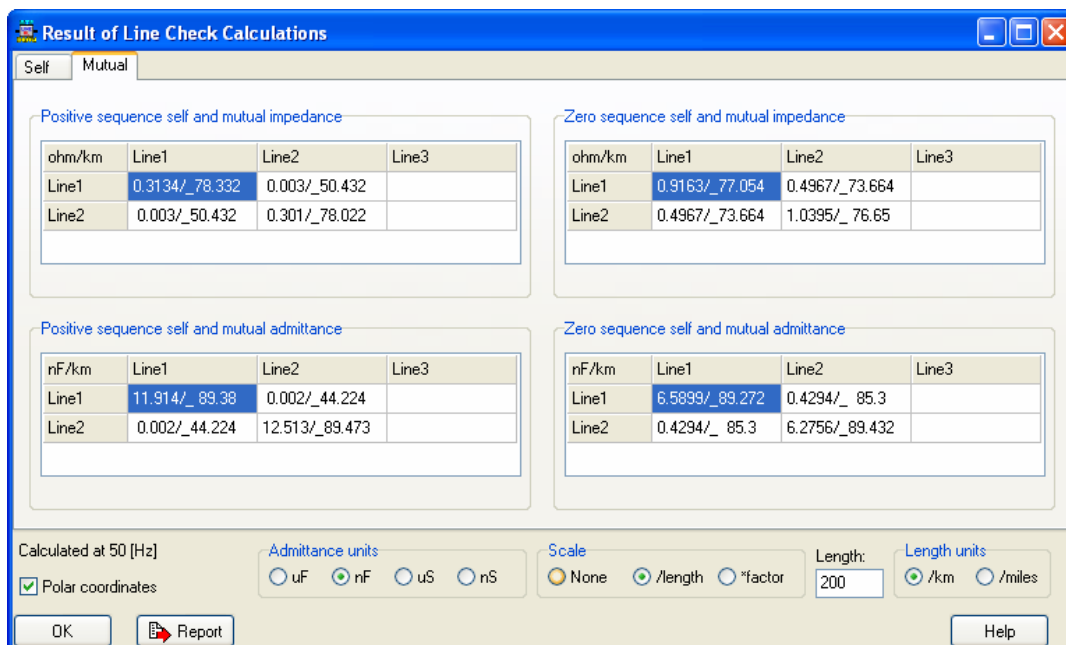 Result of Line Check Calculations
Self Mutual
Positive sequence self and mutual impedance
ohm/km Line1 Line2 Line3
Line1 0.3134/_78.332 0.003/_50.432
Line2 0.003/_50.432 0.301/_78.022
Zero sequence self and mutual impedance
ohm/km Line1 Line2 Line3
Line1 0.9163/_77.054 0.4967/_73.664
Line2 0.4967/_73.664 1.0395/_ 76.65
Positive sequence self and mutual admittance
nF/km Line1 Line2 Line3
Line1 11.914/_ 89.38 0.002/_44.224
Line2 0.002/_44.224 12.513/_89.473
Zero sequence self and mutual admittance
nF/km Line1 Line2 Line3
Line1 6.5899/_89.272 0.4294/_ 85.3
Line2 0.4294/_ 85.3 6.2756/_89.432
Calculated at 50 [Hz]
Polar coordinates
Admittance units
uF nF uS nS
Scale
None /length *factor
Length:
200
Length units
/km /miles
OK Report Help